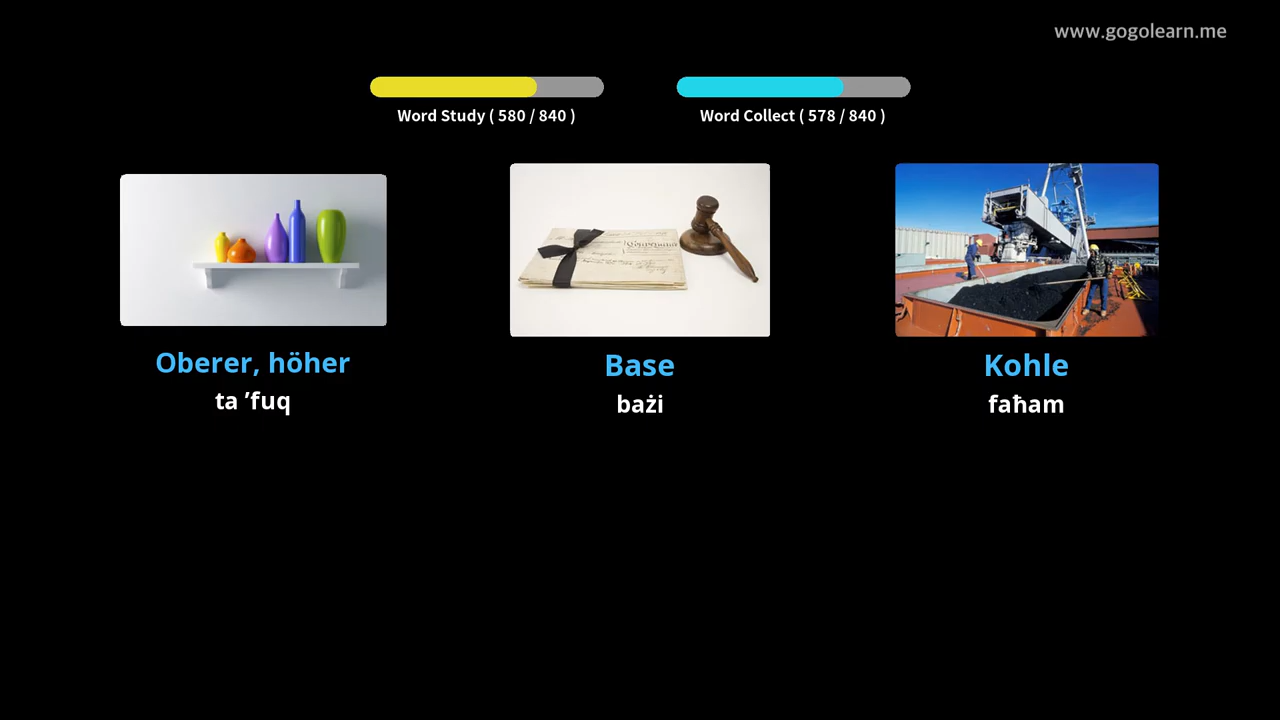 www.gogolearn.me
Word Study ( 580 / 840 )
Word Collect ( 578 / 840 )
Oberer, höher
Base
Kohle
ta ’fuq
bażi
faħam